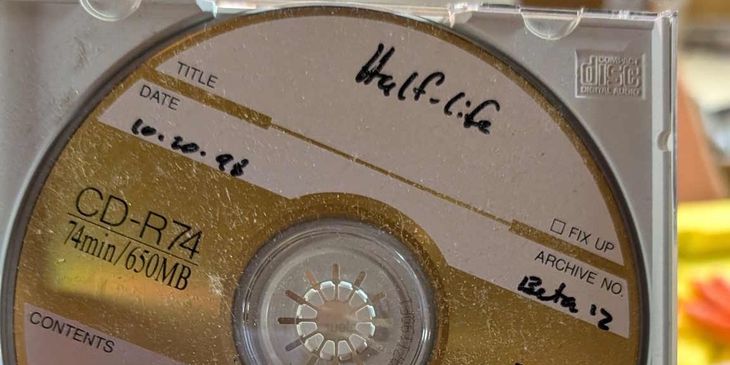 Half-life
COMPACT
disc
DIGITAL AUDIO
TITLE
DATE
10.20.98
CD-R74
74min/650MB
FIX UP
ARCHIVE NO.
Beta 12
CONTENTS